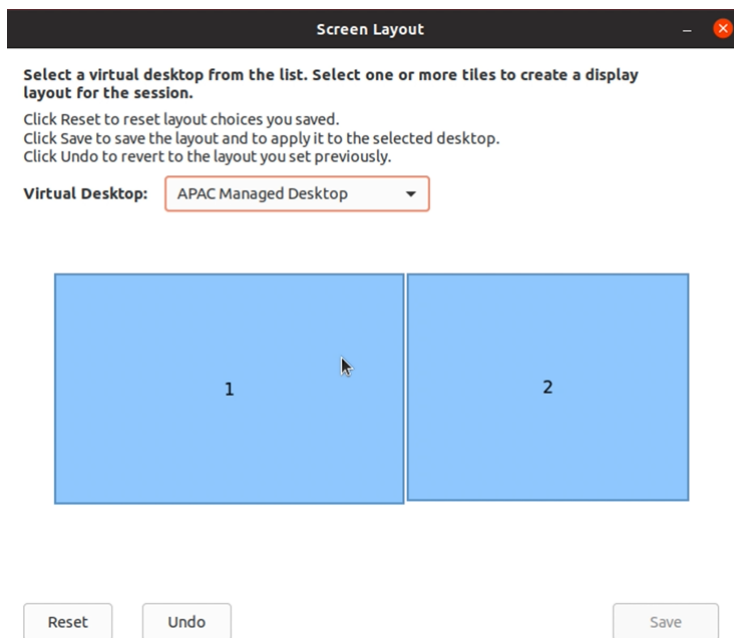 Screen Layout
Select a virtual desktop from the list. Select one or more tiles to create a display
layout for the session.
Click Reset to reset layout choices you saved.
Click Save to save the layout and to apply it to the selected desktop.
Click Undo to revert to the layout you set previously.
Virtual Desktop: APAC Managed Desktop
1 2
Reset Undo Save